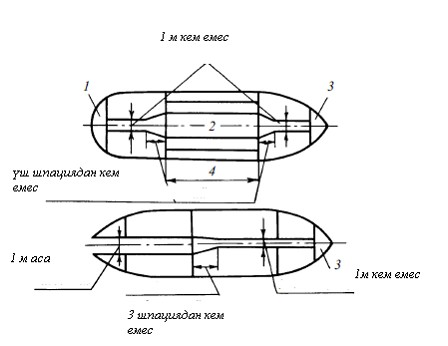 1 м кем емес
1
3
2
4
үш шпациядан кем
емес
1 м аса
3
1м кем емес
3 шпациядан кем
емес